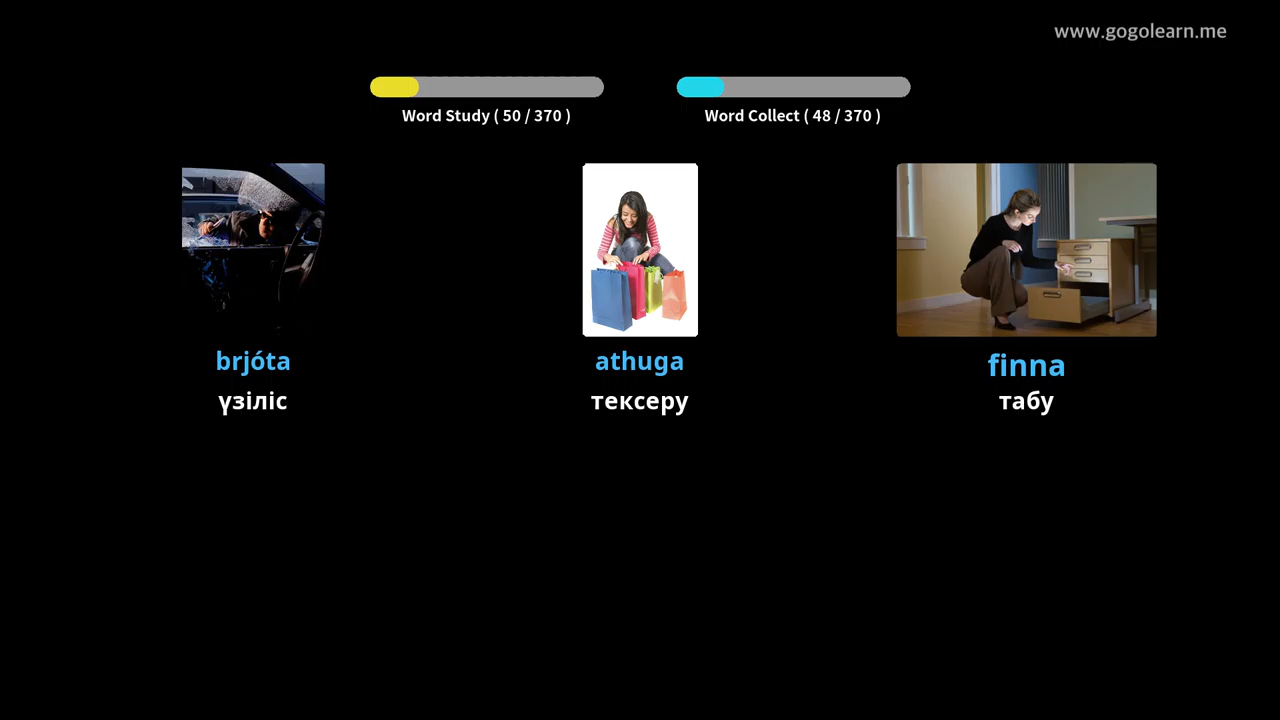 www.gogolearn.me
Word Study ( 50 / 370 )
Word Collect ( 48 / 370 )
brjóta
үзіліс
athuga
тексеру
finna
табу